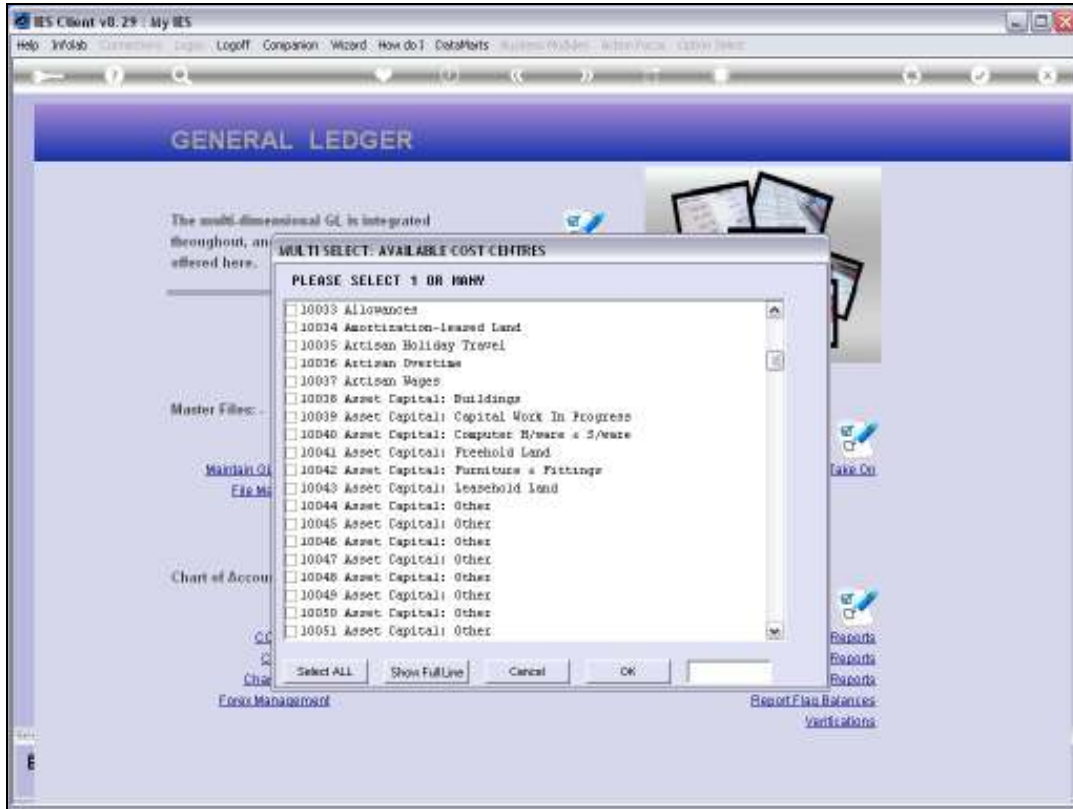 IES Client v8.29 : My IES
Help Infolab Logoff Companion Wizard How do I DataMarts
GENERAL LEDGER
The multi-dimensional GL is integrated
throughout, an
offered here.
MULTI SELECT: AVAILABLE COST CENTRES
PLEASE SELECT 1 OR MANY
10033 Allowances
10034 Amortization-leased Land
10035 Artisan Holiday Travel
10036 Artisan Overtime
10037 Artisan Wages
10038 Asset Capital: Buildings
10039 Asset Capital: Capital Work In Progress
10040 Asset Capital: Computer H/ware & S/ware
10041 Asset Capital: Freehold Land
10042 Asset Capital: Furniture & Fittings
10043 Asset Capital: Leasehold Land
10044 Asset Capital: Other
10045 Asset Capital: Other
10046 Asset Capital: Other
10047 Asset Capital: Other
10048 Asset Capital: Other
10049 Asset Capital: Other
10050 Asset Capital: Other
10051 Asset Capital: Other
Select ALL Show Full Line Cancel OK
Master Files:
Maintain GL
File Ma
Take On
Chart of Accou
Cha
Forex Management
Reports
Reports
Reports
Report Flag Balances
Verifications